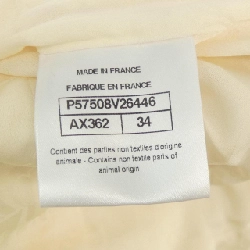 MADE IN FRANCE
FABRIQUE EN FRANCE
P57508V26446
AX362 34
Contient des parties non textiles d'origine
animale - Contains non textile parts of
animal origin